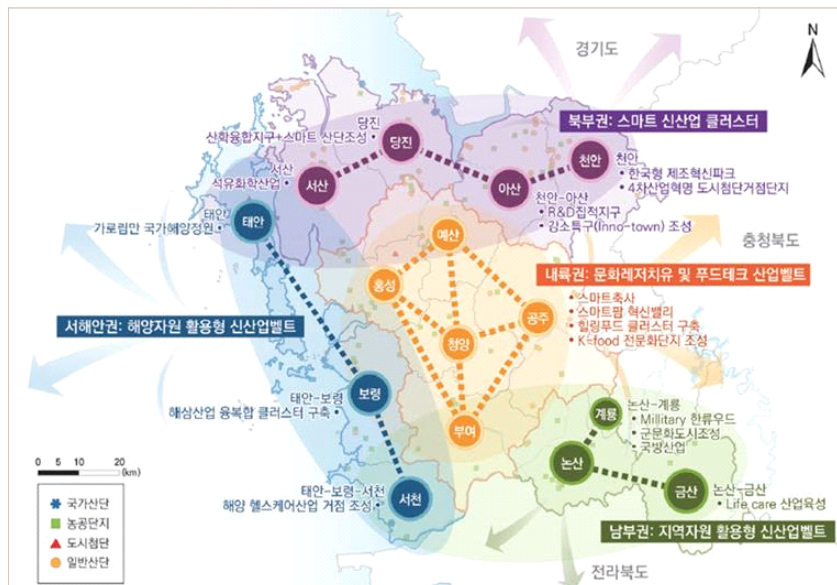 경기도
N
북부권: 스마트 신산업 클러스터
당진
산학융합지구+스마트 산단조성
당진
서산
석유화학산업
서산
아산
천안
천안
한국형 제조혁신파크
4차산업혁명 도시첨단거점단지
천안-아산
R&D집적지구
강소특구(Inno-town) 조성
태안
가로림만 국가해양정원
태안
충청북도
예산
홍성
공주
청양
부여
내륙권: 문화레저치유 및 푸드테크 산업벨트
스마트축사
스마트팜 혁신밸리
힐링푸드 클러스터 구축
K-food 전문화단지 조성
서해안권: 해양자원 활용형 신산업벨트
태안-보령
해삼산업 융복합 클러스터 구축
보령
태안-보령-서천
해양 헬스케어산업 거점 조성
서천
계룡
논산
금산
논산-계룡
Millitary 한류우드
군문화도시조성
국방산업
논산-금산
Life care 산업육성
남부권: 지역자원 활용형 신산업벨트
전라북도
0 5 10 20
(km)
국가산단
농공단지
도시첨단
일반산단